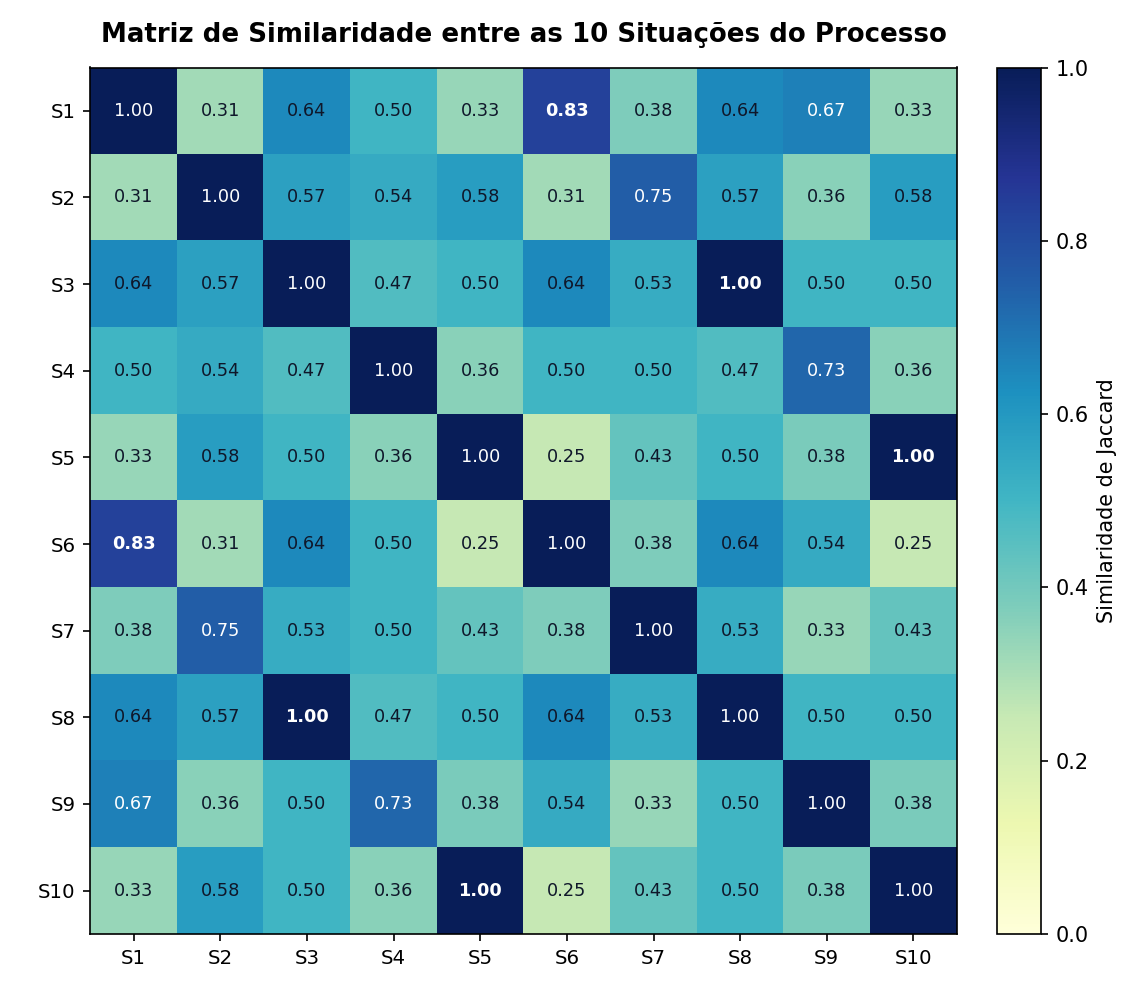 Matriz de Similaridade entre as 10 Situações do Processo
S1 1.00 0.31 0.64 0.50 0.33 0.83 0.38 0.64 0.67 0.33
S2 0.31 1.00 0.57 0.54 0.58 0.31 0.75 0.57 0.36 0.58
S3 0.64 0.57 1.00 0.47 0.50 0.64 0.53 1.00 0.50 0.50
S4 0.50 0.54 0.47 1.00 0.36 0.50 0.50 0.47 0.73 0.36
S5 0.33 0.58 0.50 0.36 1.00 0.25 0.43 0.50 0.38 1.00
S6 0.83 0.31 0.64 0.50 0.25 1.00 0.38 0.64 0.54 0.25
S7 0.38 0.75 0.53 0.50 0.43 0.38 1.00 0.53 0.33 0.43
S8 0.64 0.57 1.00 0.47 0.50 0.64 0.53 1.00 0.50 0.50
S9 0.67 0.36 0.50 0.73 0.38 0.54 0.33 0.50 1.00 0.38
S10 0.33 0.58 0.50 0.36 1.00 0.25 0.43 0.50 0.38 1.00
S1 S2 S3 S4 S5 S6 S7 S8 S9 S10
1.0
0.8
0.6
0.4
0.2
0.0
Similaridade de Jaccard